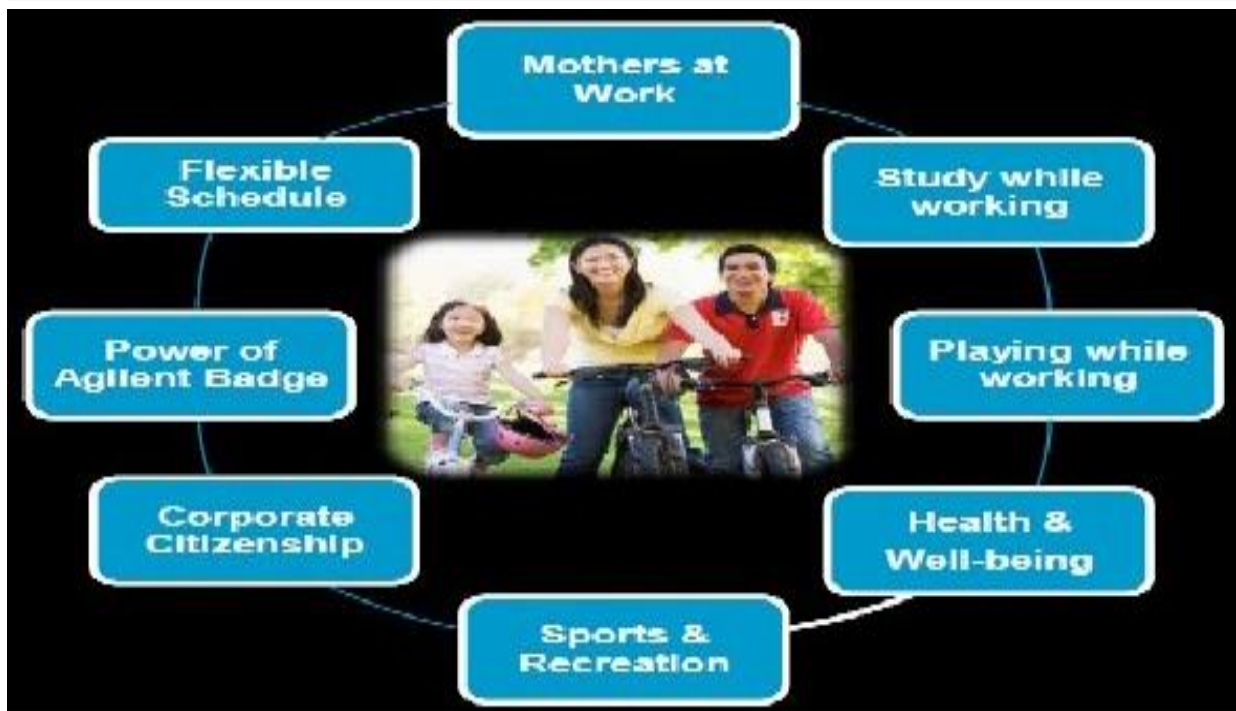 Mothers at
Work
Study while
working
Playing while
working
Health &
Well-being
Sports &
Recreation
Corporate
Citizenship
Power of
Agilent Badge
Flexible
Schedule